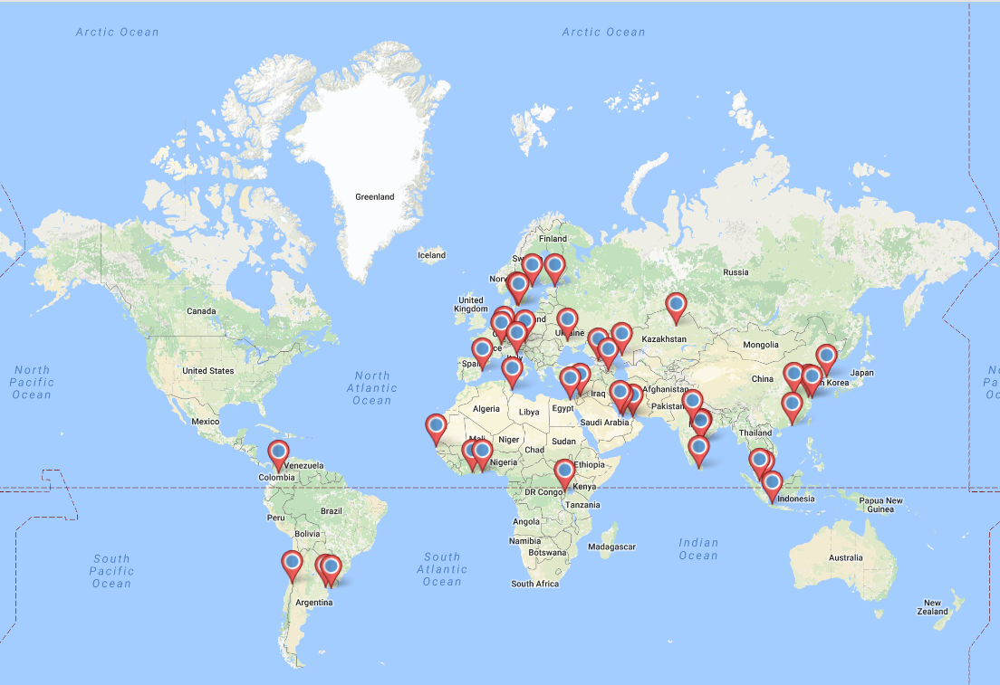 Arctic Ocean
Arctic Ocean
Greenland
Finland
Iceland
Russia
United
Kingdom
Canada
Kazakhstan
Mongolia
United States
North
Pacific
Ocean
North
Atlantic
Ocean
China
Japan
Korea
Iraq
Afghanistan
Pakistan
Algeria
Libya
Egypt
Saudi Arabia
Mexico
Mali
Niger
Chad
Sudan
Thailand
Nigeria
Ethiopia
Venezuela
Colombia
DR Congo
Kenya
Tanzania
Indonesia
Papua New
Guinea
Peru
Brazil
Bolivia
Angola
Namibia
Botswana
Madagascar
Indian
Ocean
Australia
South
Pacific
Ocean
South
Atlantic
Ocean
South Africa
Argentina
New
Zealand